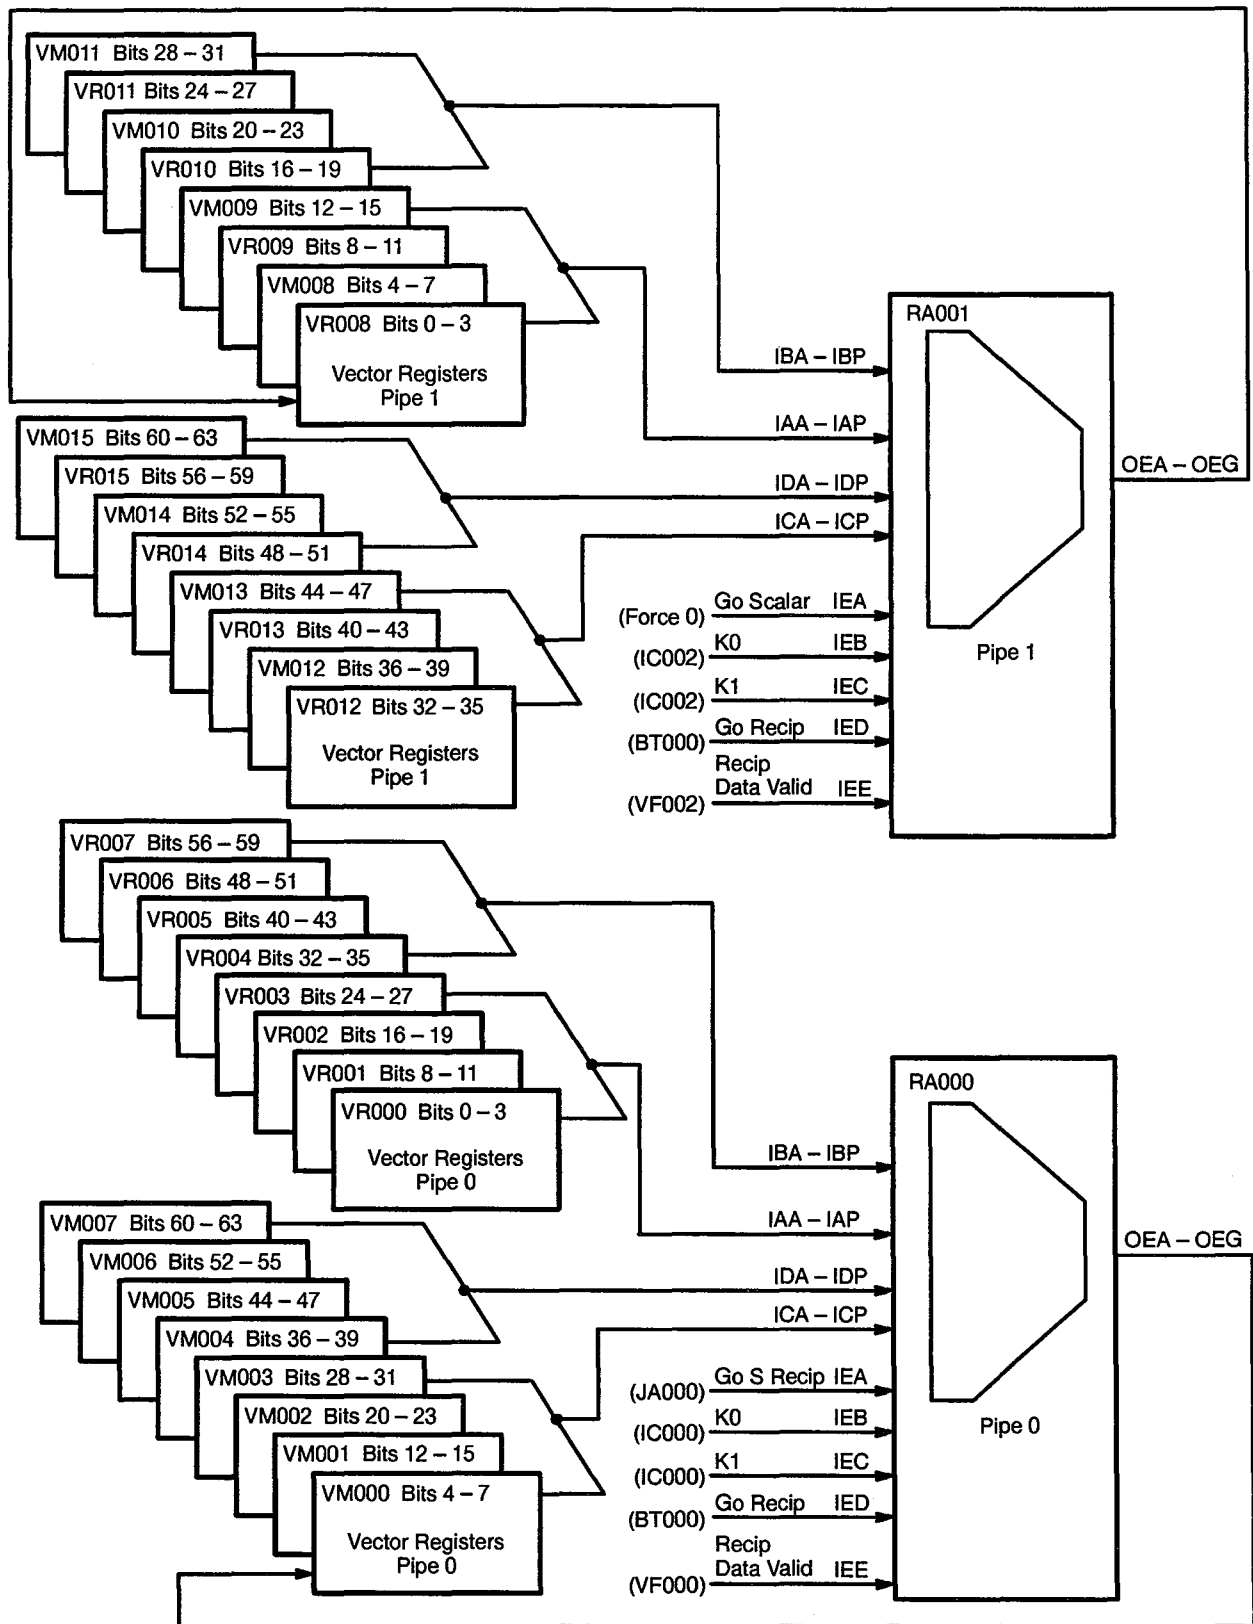 VM011 Bits 28 – 31
VR011 Bits 24 – 27
VM010 Bits 20 – 23
VR010 Bits 16 – 19
VM009 Bits 12 – 15
VR009 Bits 8 – 11
VM008 Bits 4 – 7
VR008 Bits 0 – 3
Vector Registers
Pipe 1
VM015 Bits 60 – 63
VR015 Bits 56 – 59
VM014 Bits 52 – 55
VR014 Bits 48 – 51
VM013 Bits 44 – 47
VR013 Bits 40 – 43
VM012 Bits 36 – 39
VR012 Bits 32 – 35
Vector Registers
Pipe 1
RA001
IBA – IBP
IAA – IAP
IDA – IDP
ICA – ICP
(Force 0) Go Scalar IEA
(IC002) K0 IEB
(IC002) K1 IEC
(BT000) Go Recip IED
Recip
(VF002) Data Valid IEE
Pipe 1
OEA – OEG
VR007 Bits 56 – 59
VR006 Bits 48 – 51
VR005 Bits 40 – 43
VR004 Bits 32 – 35
VR003 Bits 24 – 27
VR002 Bits 16 – 19
VR001 Bits 8 – 11
VR000 Bits 0 – 3
Vector Registers
Pipe 0
VM007 Bits 60 – 63
VM006 Bits 52 – 55
VM005 Bits 44 – 47
VM004 Bits 36 – 39
VM003 Bits 28 – 31
VM002 Bits 20 – 23
VM001 Bits 12 – 15
VM000 Bits 4 – 7
Vector Registers
Pipe 0
RA000
IBA – IBP
IAA – IAP
IDA – IDP
ICA – ICP
(JA000) Go S Recip IEA
(IC000) K0 IEB
(IC000) K1 IEC
(BT000) Go Recip IED
Recip
(VF000) Data Valid IEE
Pipe 0
OEA – OEG